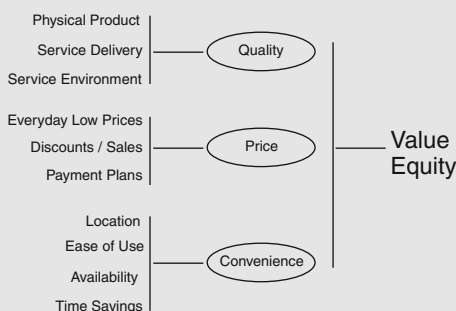 Physical Product
Service Delivery
Service Environment
Quality
Everyday Low Prices
Discounts / Sales
Payment Plans
Price
Location
Ease of Use
Availability
Time Savings
Convenience
Value
Equity